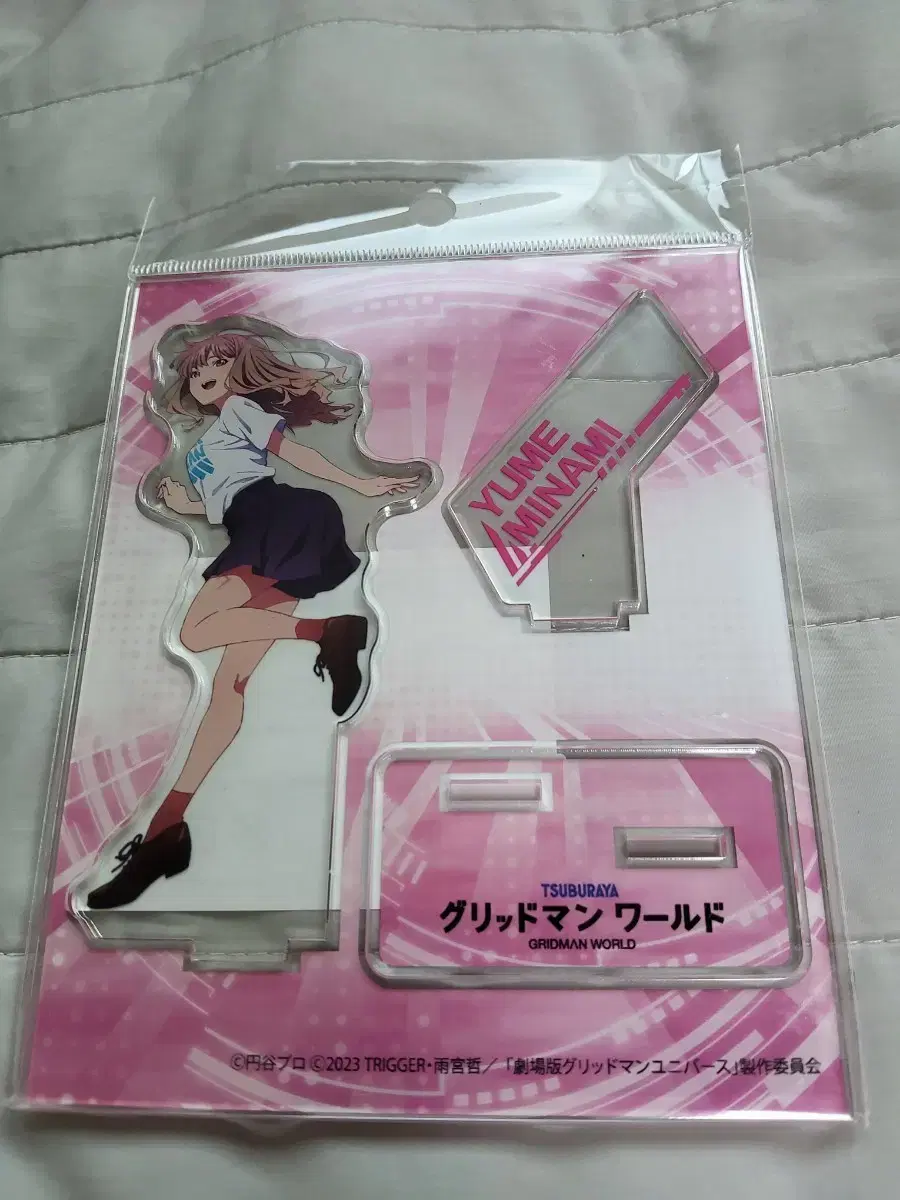 YUME
MINAMI
TSUBURAYA
グリッドマン ワールド
GRIDMAN WORLD
©円谷プロ ©2023 TRIGGER・雨宮哲／「劇場版グリッドマンユニバース」製作委員会